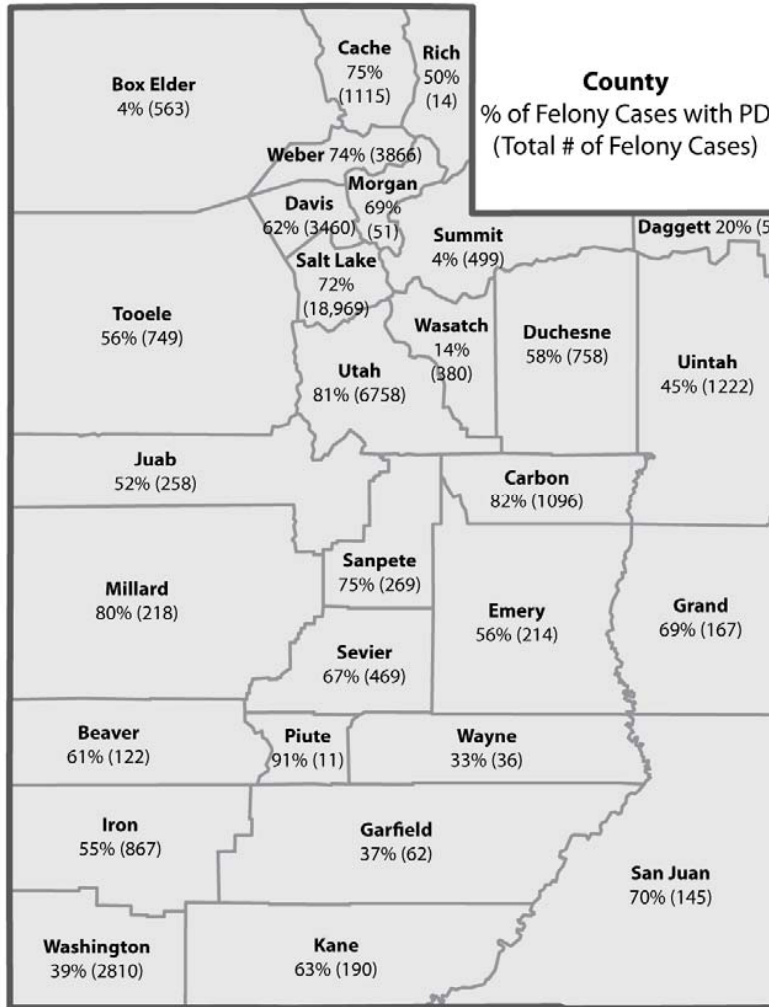 County
% of Felony Cases with PD
(Total # of Felony Cases)
Box Elder
4% (563)
Cache
75%
(1115)
Rich
50%
(14)
Weber 74% (3866)
Morgan
69%
(51)
Davis
62% (3460)
Summit
4% (499)
Daggett 20% (5
Salt Lake
72%
(18,969)
Tooele
56% (749)
Wasatch
14%
(380)
Duchesne
58% (758)
Uintah
45% (1222)
Utah
81% (6758)
Juab
52% (258)
Carbon
82% (1096)
Sanpete
75% (269)
Millard
80% (218)
Emery
56% (214)
Grand
69% (167)
Sevier
67% (469)
Beaver
61% (122)
Piute
91% (11)
Wayne
33% (36)
Iron
55% (867)
Garfield
37% (62)
San Juan
70% (145)
Washington
39% (2810)
Kane
63% (190)